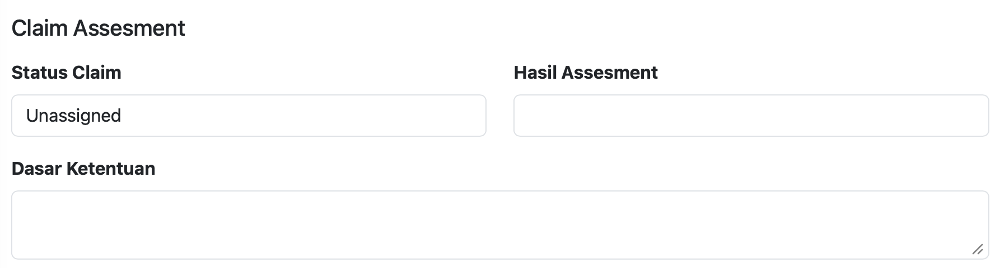 Claim Assesment
Status Claim
Hasil Assesment
Unassigned
Dasar Ketentuan